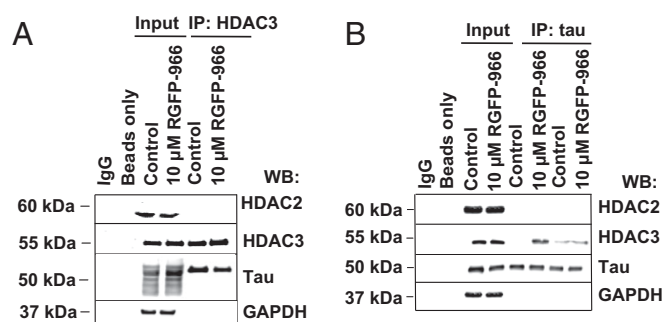 A
Input
IP: HDAC3
IgG
Beads only
Control
10 µM RGFP-966
Control
10 µM RGFP-966
WB:
60 kDa
HDAC2
55 kDa
HDAC3
50 kDa
Tau
37 kDa
GAPDH
B
Input
IP: tau
IgG
Beads only
Control
10 µM RGFP-966
Control
10 µM RGFP-966
Control
10 µM RGFP-966
WB:
60 kDa
HDAC2
55 kDa
HDAC3
50 kDa
Tau
37 kDa
GAPDH